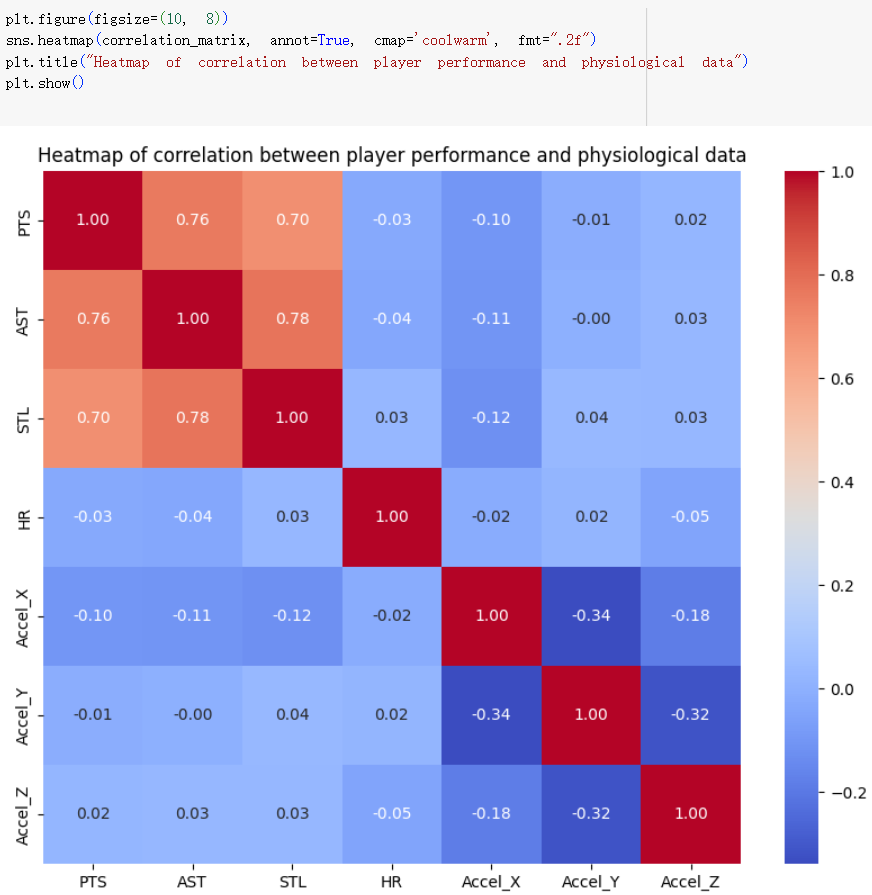 plt.figure(figsize=(10, 8))
sns.heatmap(correlation_matrix, annot=True, cmap='coolwarm', fmt=".2f")
plt.title("Heatmap of correlation between player performance and physiological data")
plt.show()
Heatmap of correlation between player performance and physiological data
PTS 1.00 0.76 0.70 -0.03 -0.10 -0.01 0.02
AST 0.76 1.00 0.78 -0.04 -0.11 -0.00 0.03
STL 0.70 0.78 1.00 0.03 -0.12 0.04 0.03
HR -0.03 -0.04 0.03 1.00 -0.02 0.02 -0.05
Accel_X -0.10 -0.11 -0.12 -0.02 1.00 -0.34 -0.18
Accel_Y -0.01 -0.00 0.04 0.02 -0.34 1.00 -0.32
Accel_Z 0.02 0.03 0.03 -0.05 -0.18 -0.32 1.00
PTS AST STL HR Accel_X Accel_Y Accel_Z
1.0
0.8
0.6
0.4
0.2
0.0
−0.2